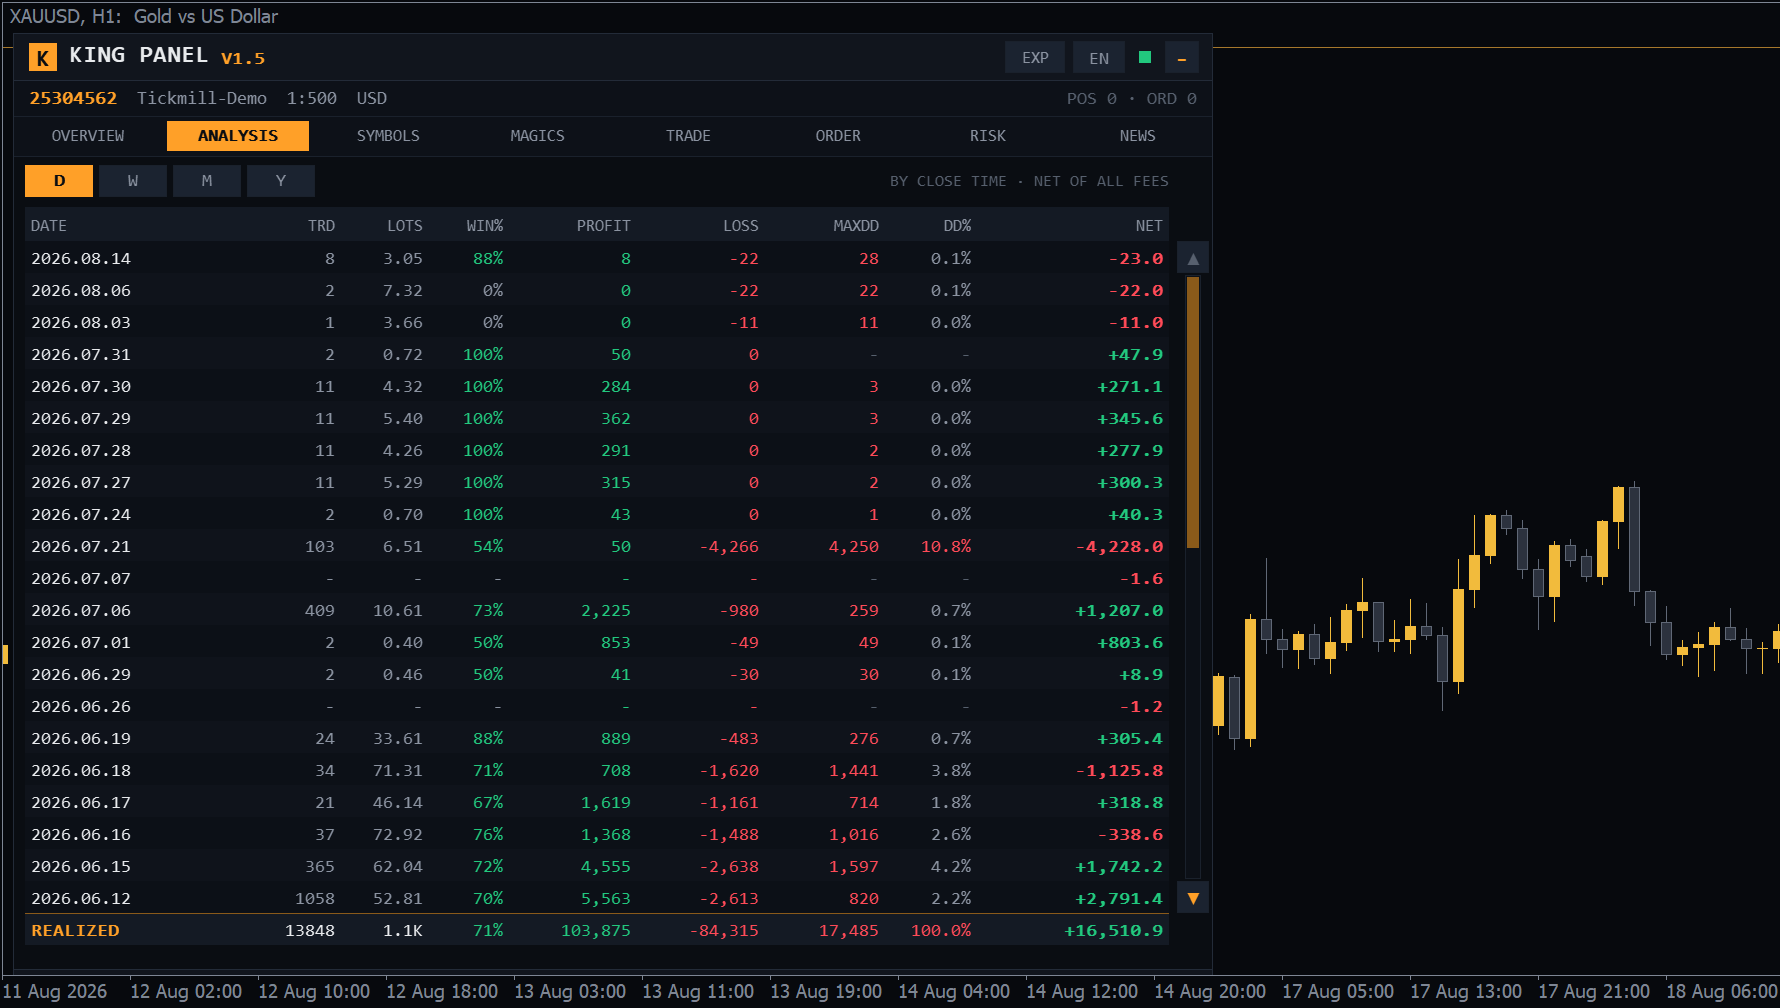 XAUUSD, H1: Gold vs US Dollar
K KING PANEL V1.5 EXP EN –
25304562 Tickmill-Demo 1:500 USD POS 0 · ORD 0
OVERVIEW ANALYSIS SYMBOLS MAGICS TRADE ORDER RISK NEWS
D W M Y BY CLOSE TIME · NET OF ALL FEES
DATE TRD LOTS WIN% PROFIT LOSS MAXDD DD% NET
2026.08.14 8 3.05 88% 8 -22 28 0.1% -23.0
2026.08.06 2 7.32 0% 0 -22 22 0.1% -22.0
2026.08.03 1 3.66 0% 0 -11 11 0.0% -11.0
2026.07.31 2 0.72 100% 50 0 - - +47.9
2026.07.30 11 4.32 100% 284 0 3 0.0% +271.1
2026.07.29 11 5.40 100% 362 0 3 0.0% +345.6
2026.07.28 11 4.26 100% 291 0 2 0.0% +277.9
2026.07.27 11 5.29 100% 315 0 2 0.0% +300.3
2026.07.24 2 0.70 100% 43 0 1 0.0% +40.3
2026.07.21 103 6.51 54% 50 -4,266 4,250 10.8% -4,228.0
2026.07.07 - - - - - - - -1.6
2026.07.06 409 10.61 73% 2,225 -980 259 0.7% +1,207.0
2026.07.01 2 0.40 50% 853 -49 49 0.1% +803.6
2026.06.29 2 0.46 50% 41 -30 30 0.1% +8.9
2026.06.26 - - - - - - - -1.2
2026.06.19 24 33.61 88% 889 -483 276 0.7% +305.4
2026.06.18 34 71.31 71% 708 -1,620 1,441 3.8% -1,125.8
2026.06.17 21 46.14 67% 1,619 -1,161 714 1.8% +318.8
2026.06.16 37 72.92 76% 1,368 -1,488 1,016 2.6% -338.6
2026.06.15 365 62.04 72% 4,555 -2,638 1,597 4.2% +1,742.2
2026.06.12 1058 52.81 70% 5,563 -2,613 820 2.2% +2,791.4
REALIZED 13848 1.1K 71% 103,875 -84,315 17,485 100.0% +16,510.9
11 Aug 2026 12 Aug 02:00 12 Aug 10:00 12 Aug 18:00 13 Aug 03:00 13 Aug 11:00 13 Aug 19:00 14 Aug 04:00 14 Aug 12:00 14 Aug 20:00 17 Aug 05:00 17 Aug 13:00 17 Aug 21:00 18 Aug 06:00